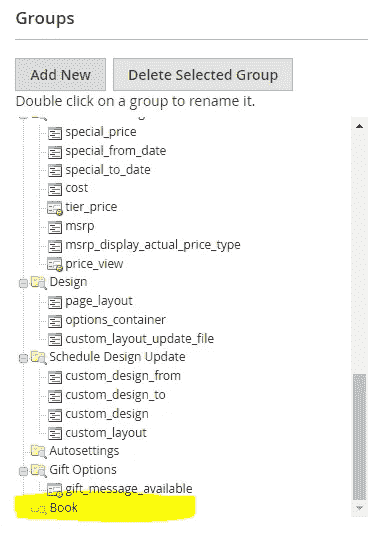 Groups
Add New
Delete Selected Group
Double click on a group to rename it.
special_price
special_from_date
special_to_date
cost
tier_price
msrp
msrp_display_actual_price_type
price_view
Design
page_layout
options_container
custom_layout_update_file
Schedule Design Update
custom_design_from
custom_design_to
custom_design
custom_layout
Autosettings
Gift Options
gift_message_available
Book